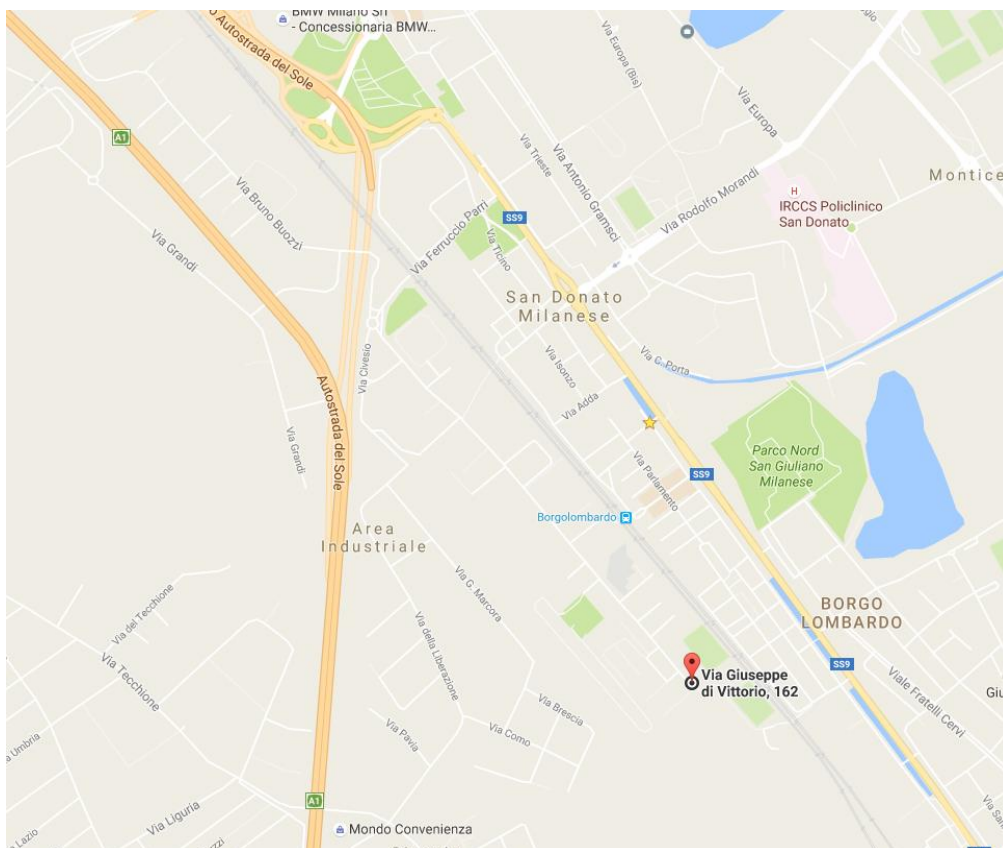 BMW Milano Srl
- Concessionaria BMW...
Autostrada del Sole
Via Europa (Bis)
Via Europa
A1
Via Trieste
Via Antonio Gramsci
Via Rodolfo Morandi
Montice
H
IRCCS Policlinico
San Donato
Via Bruno Buozzi
Via Grandi
Via Ferruccio Parri
SS9
Via Ticino
San Donato
Milanese
Via C. Porta
Via Civesio
Via Isonzo
Via Adda
Autostrada del Sole
Via Grandi
Via Parlamento
SS9
Parco Nord
San Giuliano
Milanese
Borgolombardo
Area
Industriale
Via G. Marcora
Via del Tecchione
Via della Liberazione
BORGO
LOMBARDO
Via Tecchione
SS9
Via Giuseppe
di Vittorio, 162
Viale Fratelli Cervi
Giu
Via Brescia
Via Como
Via Pavia
a Umbria
A1
Via Liguria
Mondo Convenienza
Via San
a Lazio
zzi